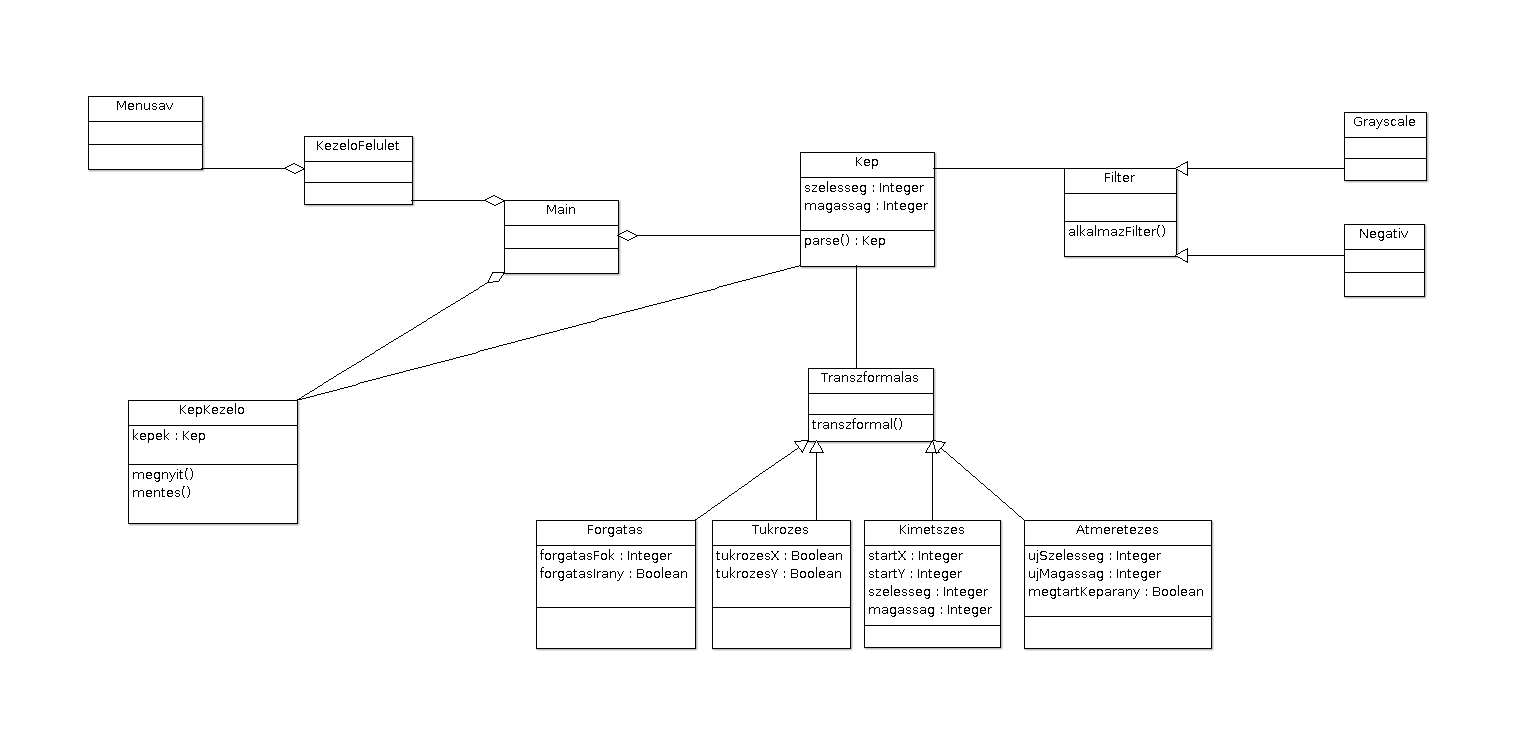 Menusav
KezeloFelulet
Main
Kep
szelesseg : Integer
magassag : Integer
parse() : Kep
Filter
alkalmazFilter()
Grayscale
Negativ
KepKezelo
kepek : Kep
megnyit()
mentes()
Transzformalas
transzformal()
Forgatas
forgatasFok : Integer
forgatasIrany : Boolean
Tukrozes
tukrozesX : Boolean
tukrozesY : Boolean
Kimetszes
startX : Integer
startY : Integer
szelesseg : Integer
magassag : Integer
Atmeretezes
ujSzelesseg : Integer
ujMagassag : Integer
megtartKeparany : Boolean